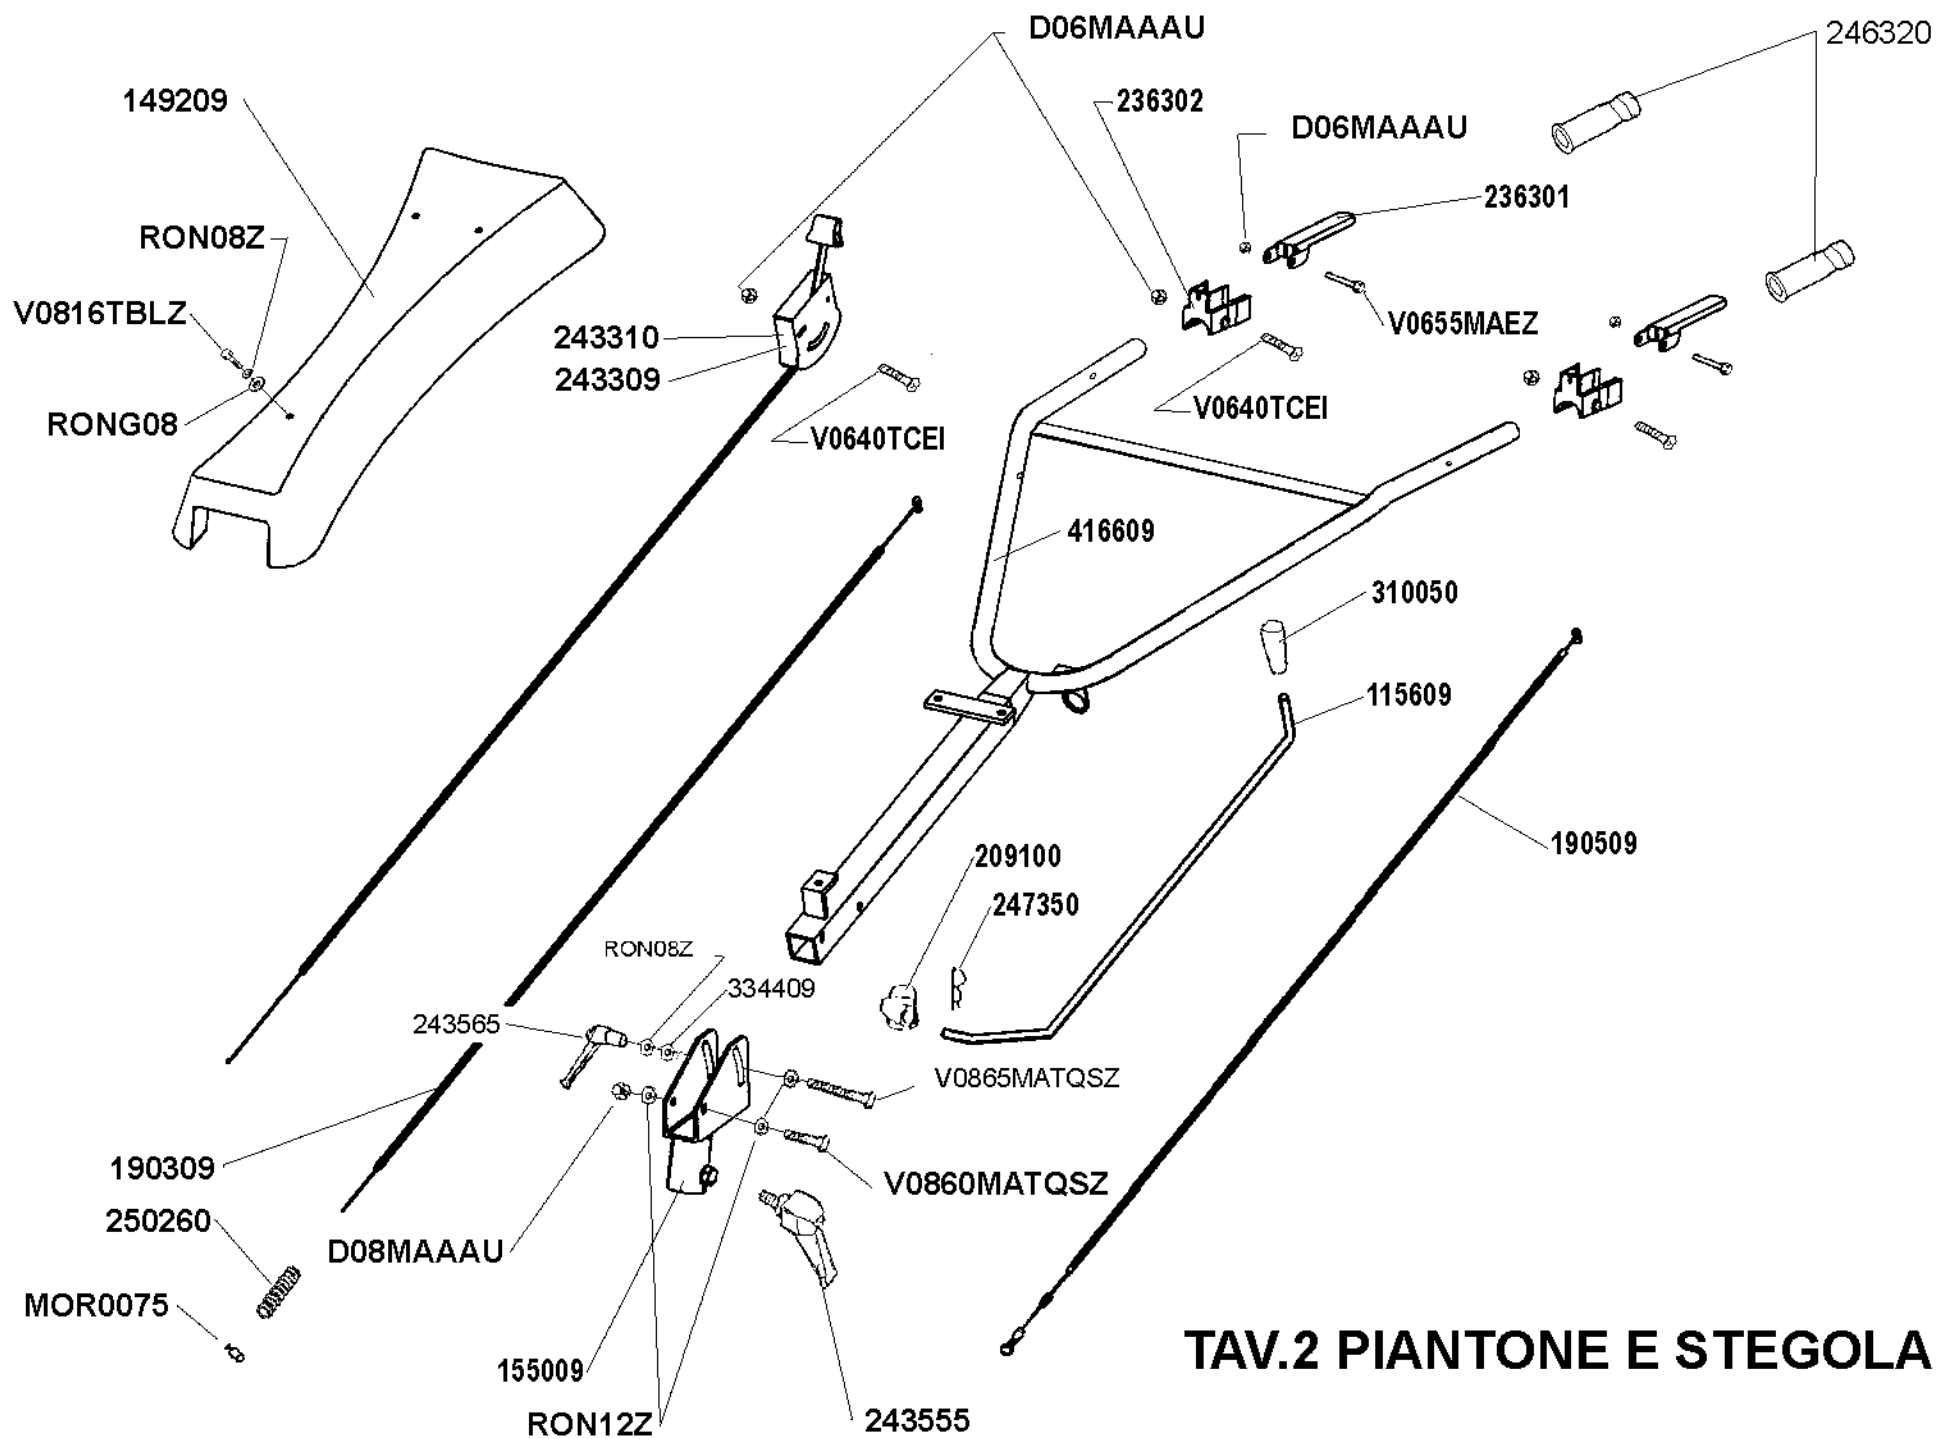 D06MAAAU
246320
149209
236302
D06MAAAU
236301
RON08Z
V0816TBLZ
V0655MAEZ
243310
243309
V0640TCEI
RONG08
V0640TCEI
416609
310050
115609
190509
209100
247350
RON08Z
334409
243565
V0865MATQSZ
190309
V0860MATQSZ
250260
D08MAAAU
MOR0075
155009
RON12Z
243555
TAV.2 PIANTONE E STEGOLA